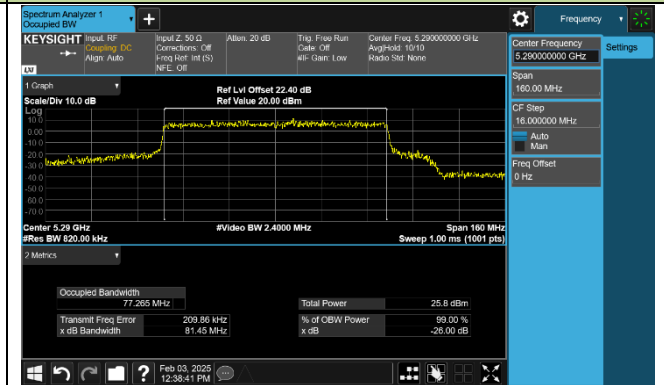 Spectrum Analyzer 1
Occupied BW
+
Frequency
KEYSIGHT
Input: RF
Coupling: DC
Align: Auto
Input Z: 50 Ω
Corrections: Off
Freq Ref: Int (S)
NFE: Off
Atten: 20 dB
Trig: Free Run
Gate: Off
#IF Gain: Low
Center Freq: 5.290000000 GHz
Avg|Hold: 10/10
Radio Std: None
LXI
Center Frequency
5.290000000 GHz
Settings
Span
160.00 MHz
CF Step
16.000000 MHz
Auto
Man
Freq Offset
0 Hz
1 Graph
Scale/Div 10.0 dB
Ref Lvl Offset 22.40 dB
Ref Value 20.00 dBm
Log
10.0
0.00
-10.0
-20.0
-30.0
-40.0
-50.0
-60.0
-70.0
Center 5.29 GHz
#Res BW 820.00 kHz
#Video BW 2.4000 MHz
Span 160 MHz
Sweep 1.00 ms (1001 pts)
2 Metrics
Occupied Bandwidth
77.265 MHz
Total Power 25.8 dBm
Transmit Freq Error 209.86 kHz
% of OBW Power 99.00 %
x dB Bandwidth 81.45 MHz
x dB -26.00 dB
?
Feb 03, 2025
12:38:41 PM